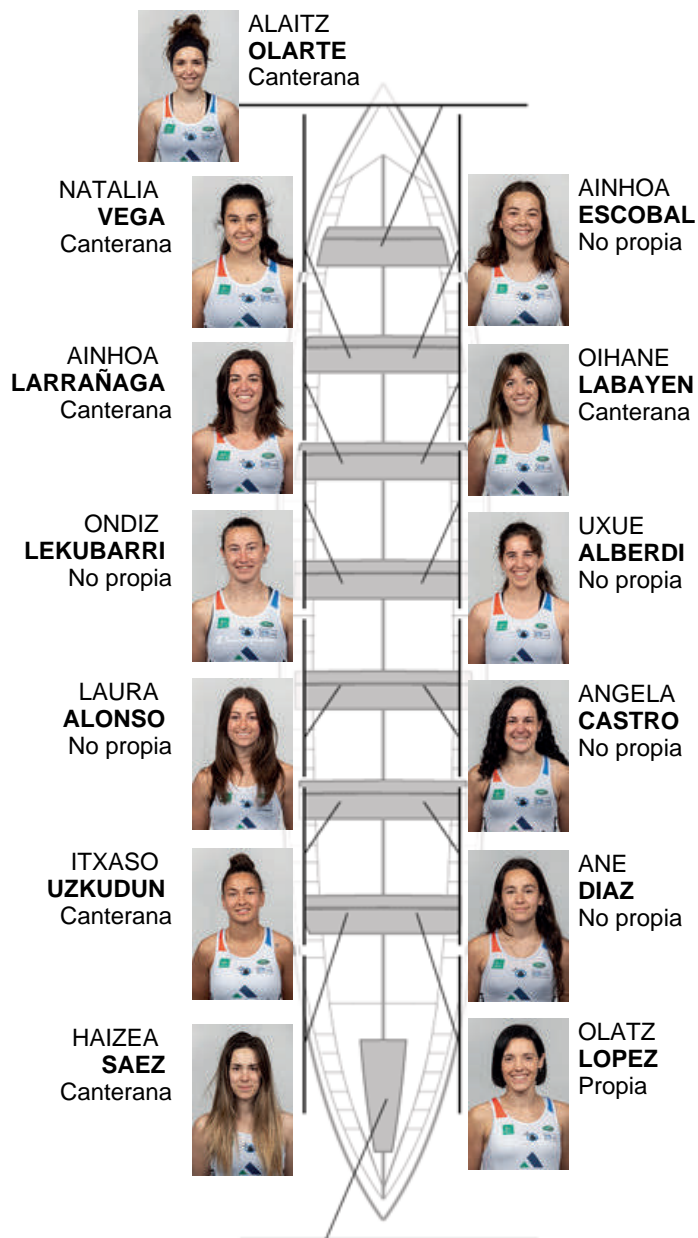 ALAITZ
OLARTE
Canterana
NATALIA
VEGA
Canterana
AINHOA
ESCOBAL
No propia
AINHOA
LARRAÑAGA
Canterana
OIHANE
LABAYEN
Canterana
ONDIZ
LEKUBARRI
No propia
UXUE
ALBERDI
No propia
LAURA
ALONSO
No propia
ANGELA
CASTRO
No propia
ITXASO
UZKUDUN
Canterana
ANE
DIAZ
No propia
HAIZEA
SAEZ
Canterana
OLATZ
LOPEZ
Propia